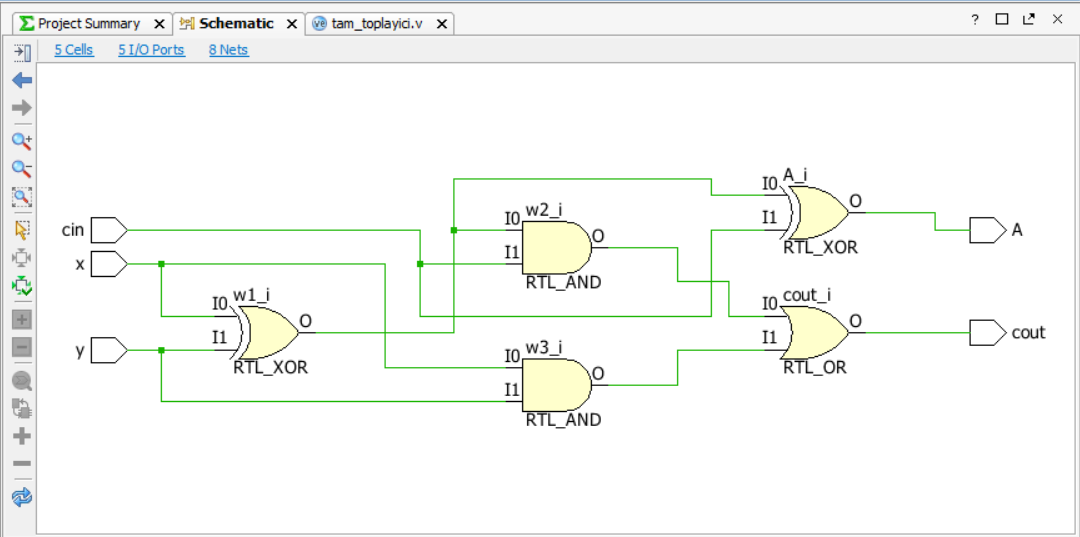 Project Summary × Schematic × tam_toplayici.v × ?
5 Cells 5 I/O Ports 8 Nets
cin
x
y
I0 w1_i
I1
O
RTL_XOR
I0 w2_i
I1
O
RTL_AND
I0 w3_i
I1
O
RTL_AND
I0 A_i
I1
O
RTL_XOR
A
I0 cout_i
I1
O
RTL_OR
cout